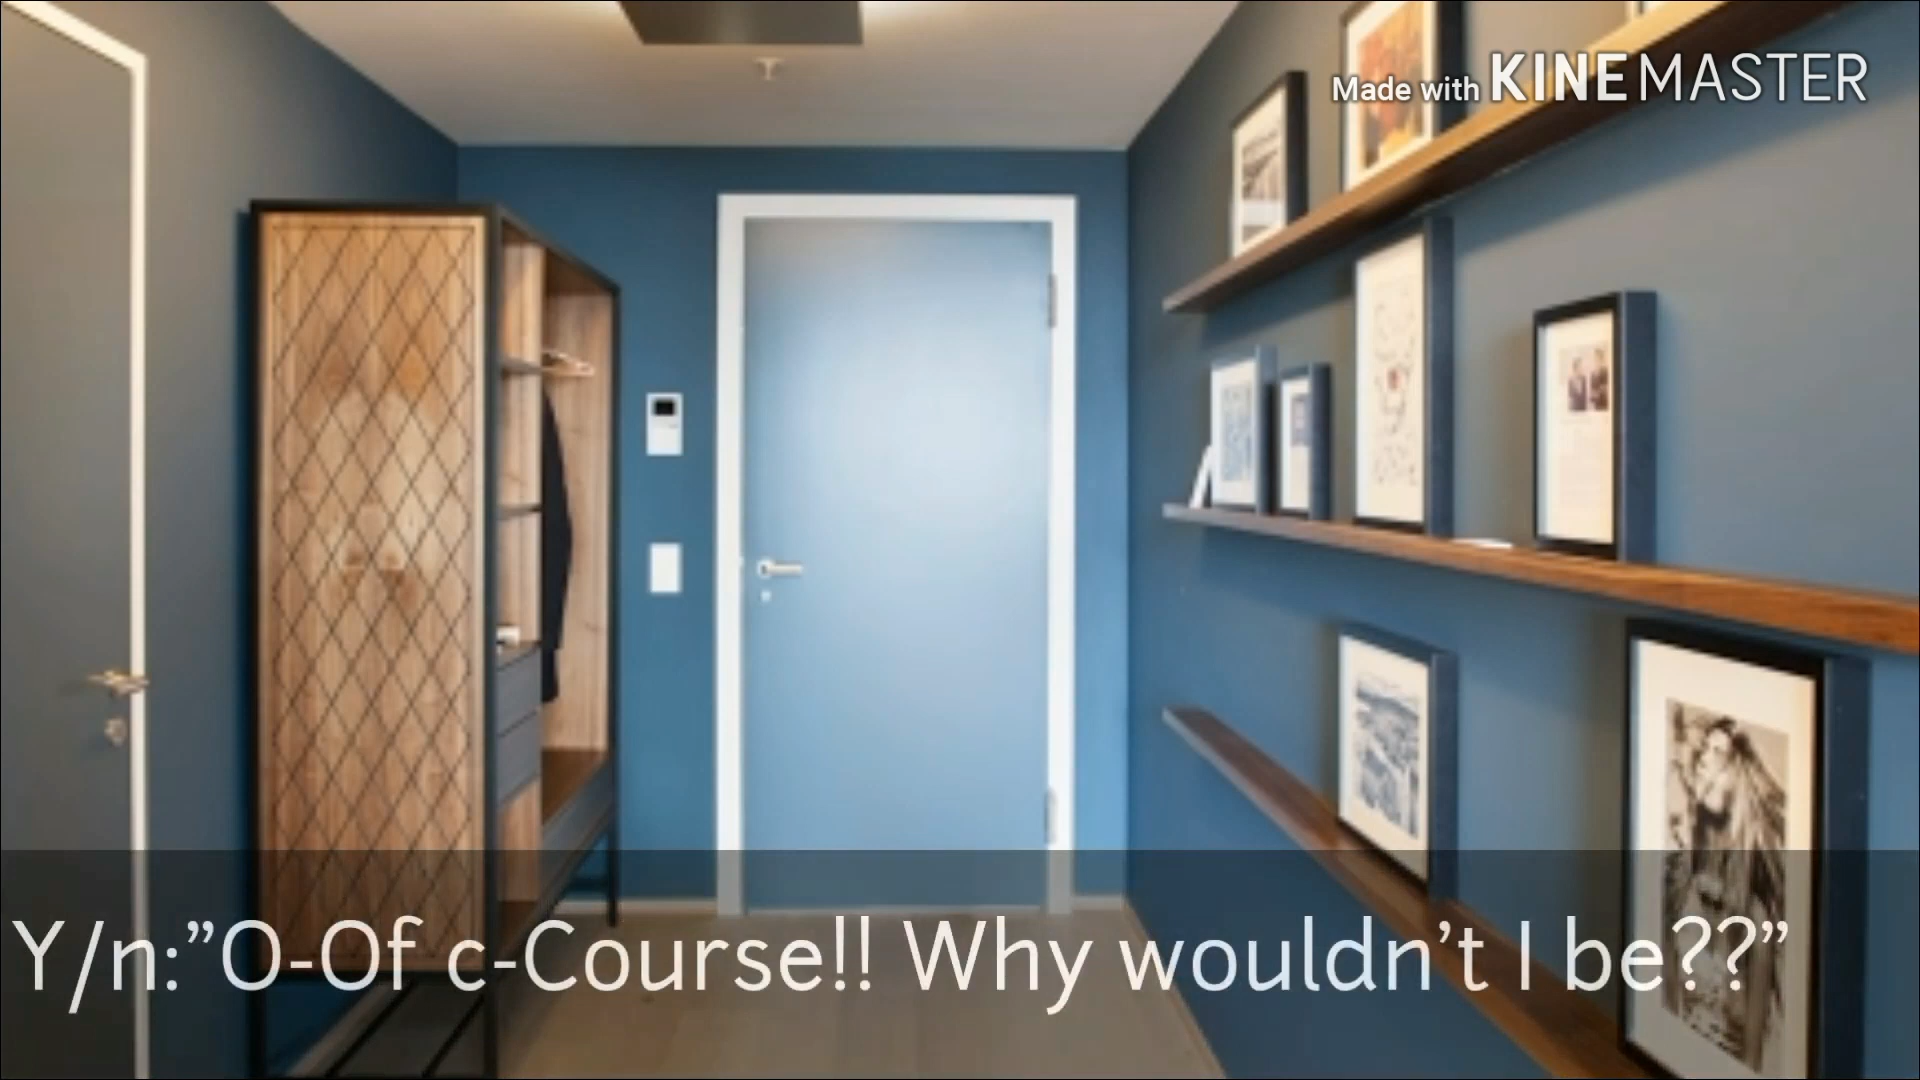 Made with KINEMASTER
Y/n:”O-Of c-Course!! Why wouldn’t I be??”